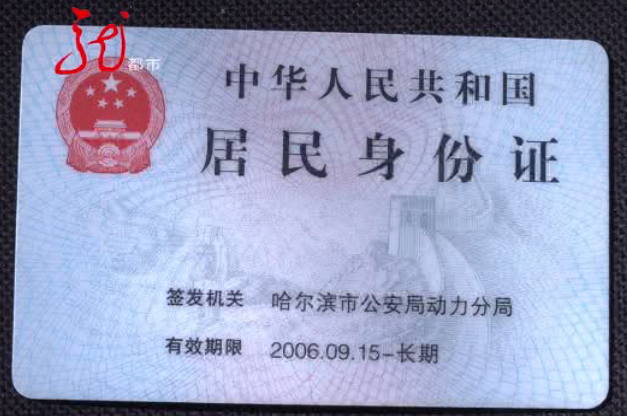 都市
中华人民共和国
居民身份证
签发机关 哈尔滨市公安局动力分局
有效期限 2006.09.15-长期